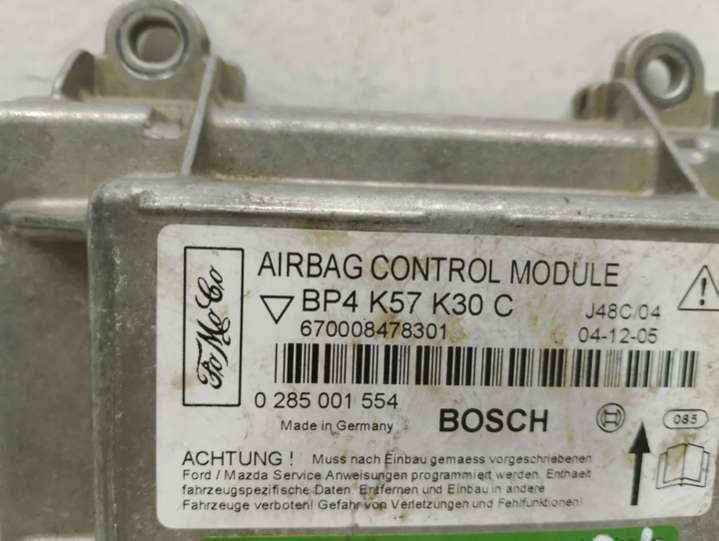 FoMoCo
AIRBAG CONTROL MODULE
BP4 K57 K30 C
J48C/04
670008478301
04-12-05
0 285 001 554
Made in Germany
BOSCH
085
ACHTUNG ! Muss nach Einbau gemaess vorgeschriebenen
Ford / Mazda Service Anweisungen programmiert werden. Enthaelt
fahrzeugspezifische Daten. Entfernen und Einbau in andere
Fahrzeuge verboten! Gefahr von Verletzungen und Fehlfunktionen!